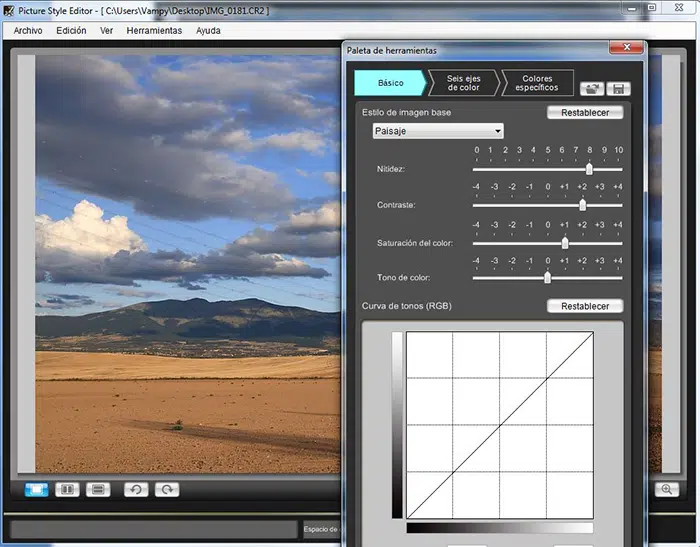 Picture Style Editor - [ C:\Users\Vampy\Desktop\IMG_0181.CR2 ]
Archivo Edición Ver Herramientas Ayuda
Paleta de herramientas
Básico
Seis ejes
de color
Colores
específicos
Estilo de imagen base
Restablecer
Paisaje
0 1 2 3 4 5 6 7 8 9 10
Nitidez:
-4 -3 -2 -1 0 +1 +2 +3 +4
Contraste:
-4 -3 -2 -1 0 +1 +2 +3 +4
Saturación del color:
-4 -3 -2 -1 0 +1 +2 +3 +4
Tono de color:
Curva de tonos (RGB)
Restablecer
Espacio de